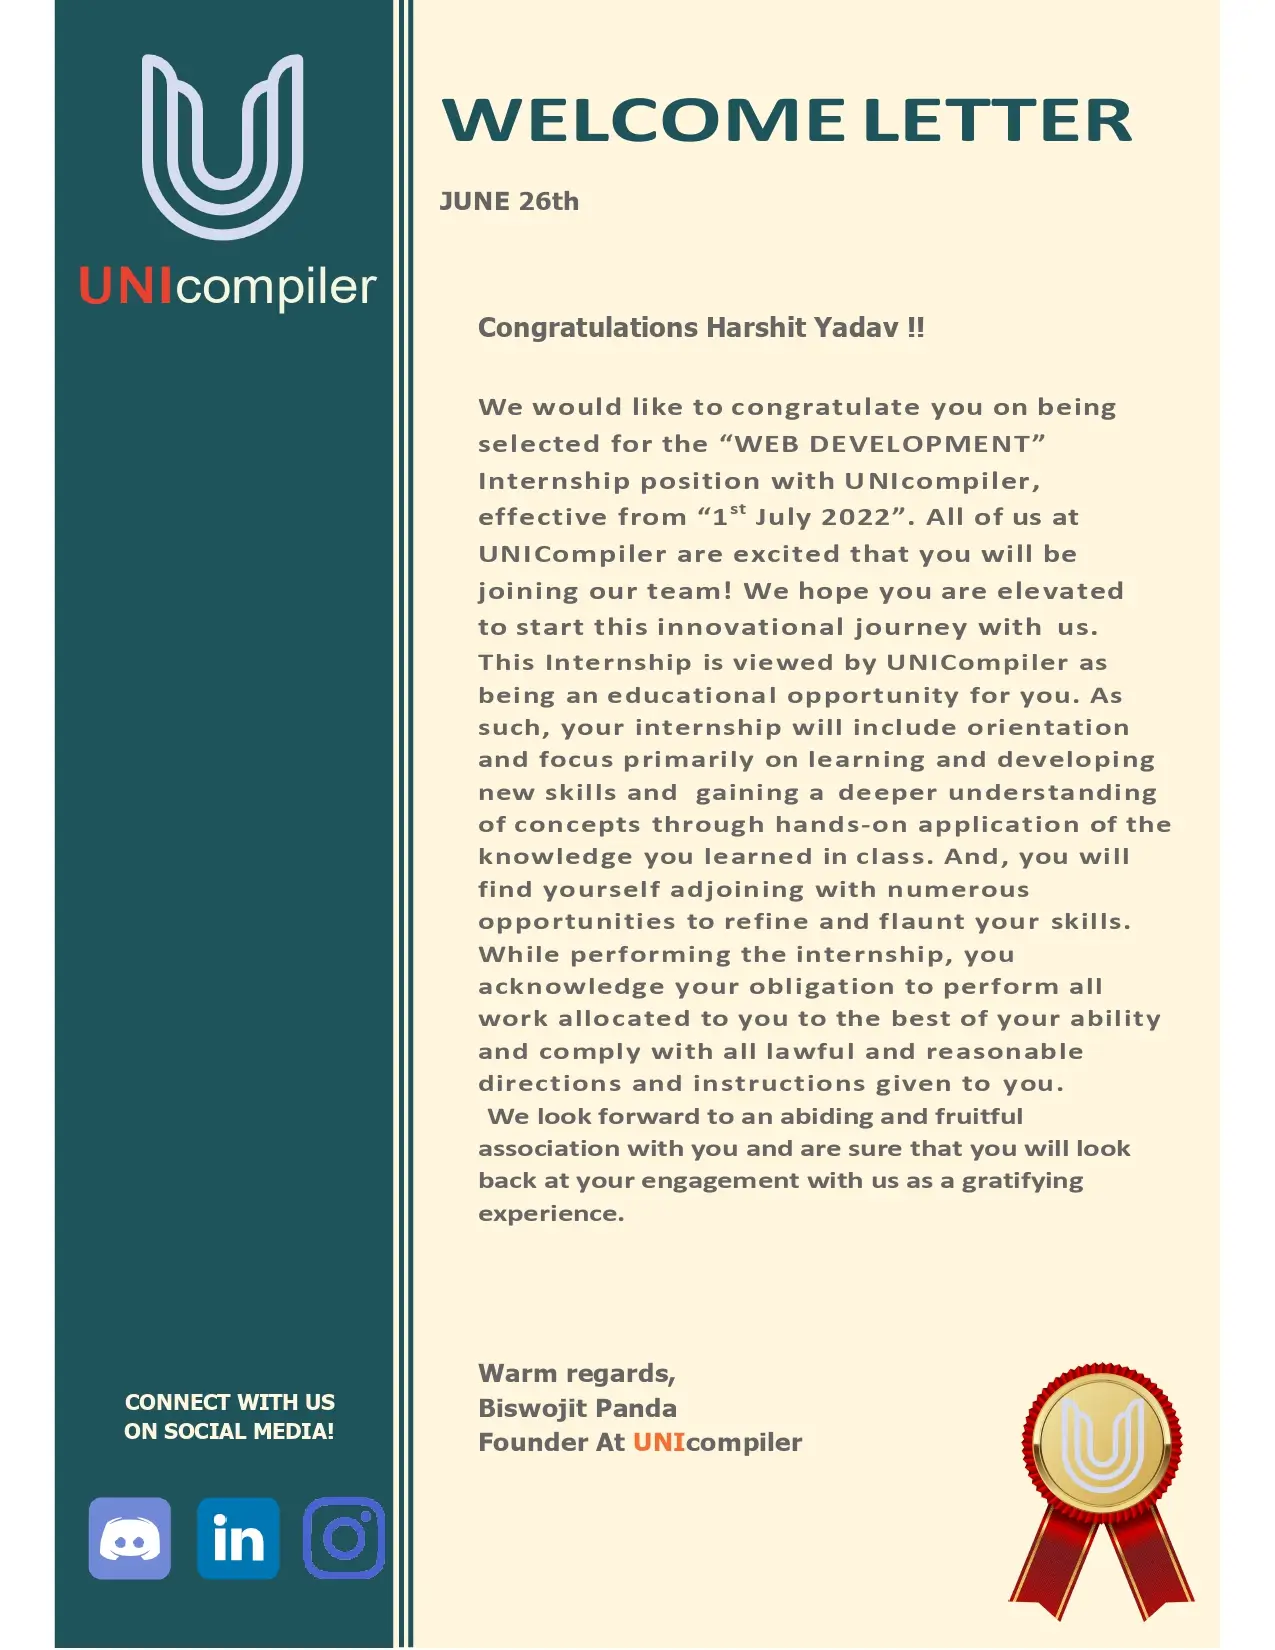 UNIcompiler
WELCOME LETTER
JUNE 26th
Congratulations Harshit Yadav !!
We would like to congratulate you on being
selected for the “WEB DEVELOPMENT”
Internship position with UNIcompiler,
effective from “1st July 2022”. All of us at
UNICompiler are excited that you will be
joining our team! We hope you are elevated
to start this innovational journey with us.
This Internship is viewed by UNICompiler as
being an educational opportunity for you. As
such, your internship will include orientation
and focus primarily on learning and developing
new skills and gaining a deeper understanding
of concepts through hands-on application of the
knowledge you learned in class. And, you will
find yourself adjoining with numerous
opportunities to refine and flaunt your skills.
While performing the internship, you
acknowledge your obligation to perform all
work allocated to you to the best of your ability
and comply with all lawful and reasonable
directions and instructions given to you.
We look forward to an abiding and fruitful
association with you and are sure that you will look
back at your engagement with us as a gratifying
experience.
Warm regards,
Biswojit Panda
Founder At UNIcompiler
CONNECT WITH US
ON SOCIAL MEDIA!
in